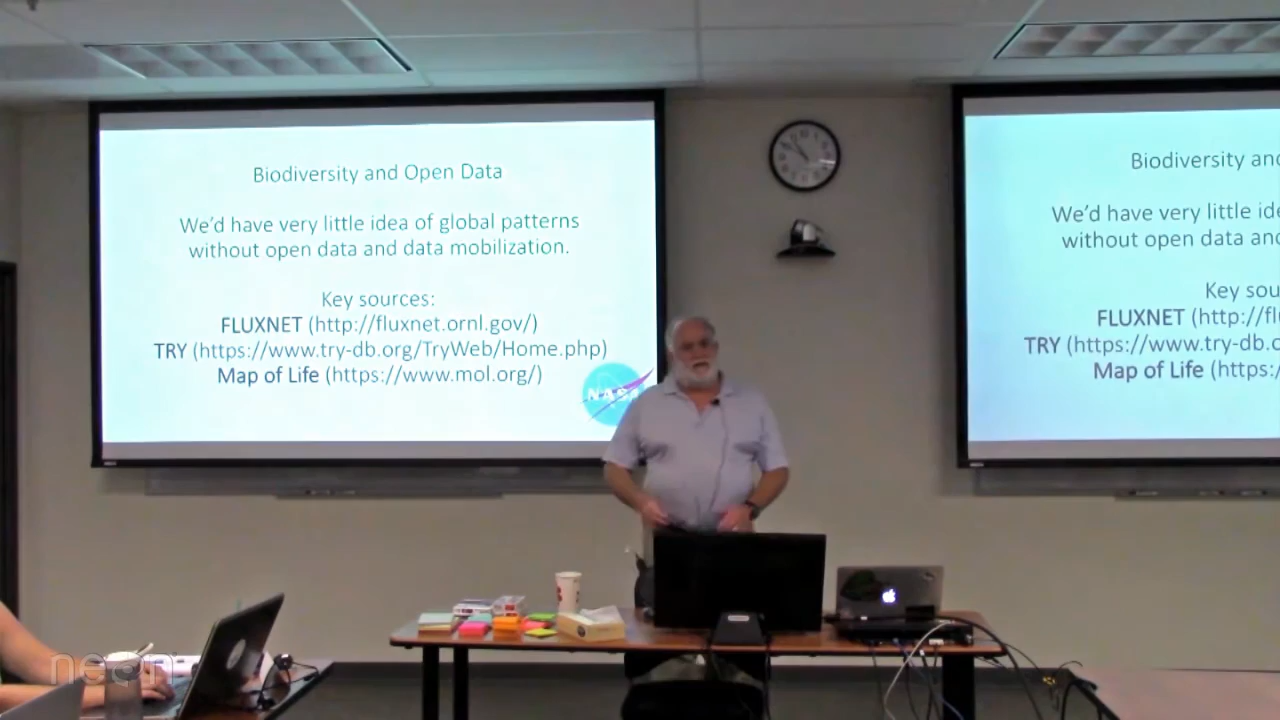 Biodiversity and Open Data
We'd have very little idea of global patterns
without open data and data mobilization.
Key sources:
FLUXNET (http://fluxnet.ornl.gov/)
TRY (https://www.try-db.org/TryWeb/Home.php)
Map of Life (https://www.mol.org/)
NASA
Biodiversity and
We'd have very little ide
without open data and
Key sou
FLUXNET (http://flu
TRY (https://www.try-db.o
Map of Life (https:/
neon